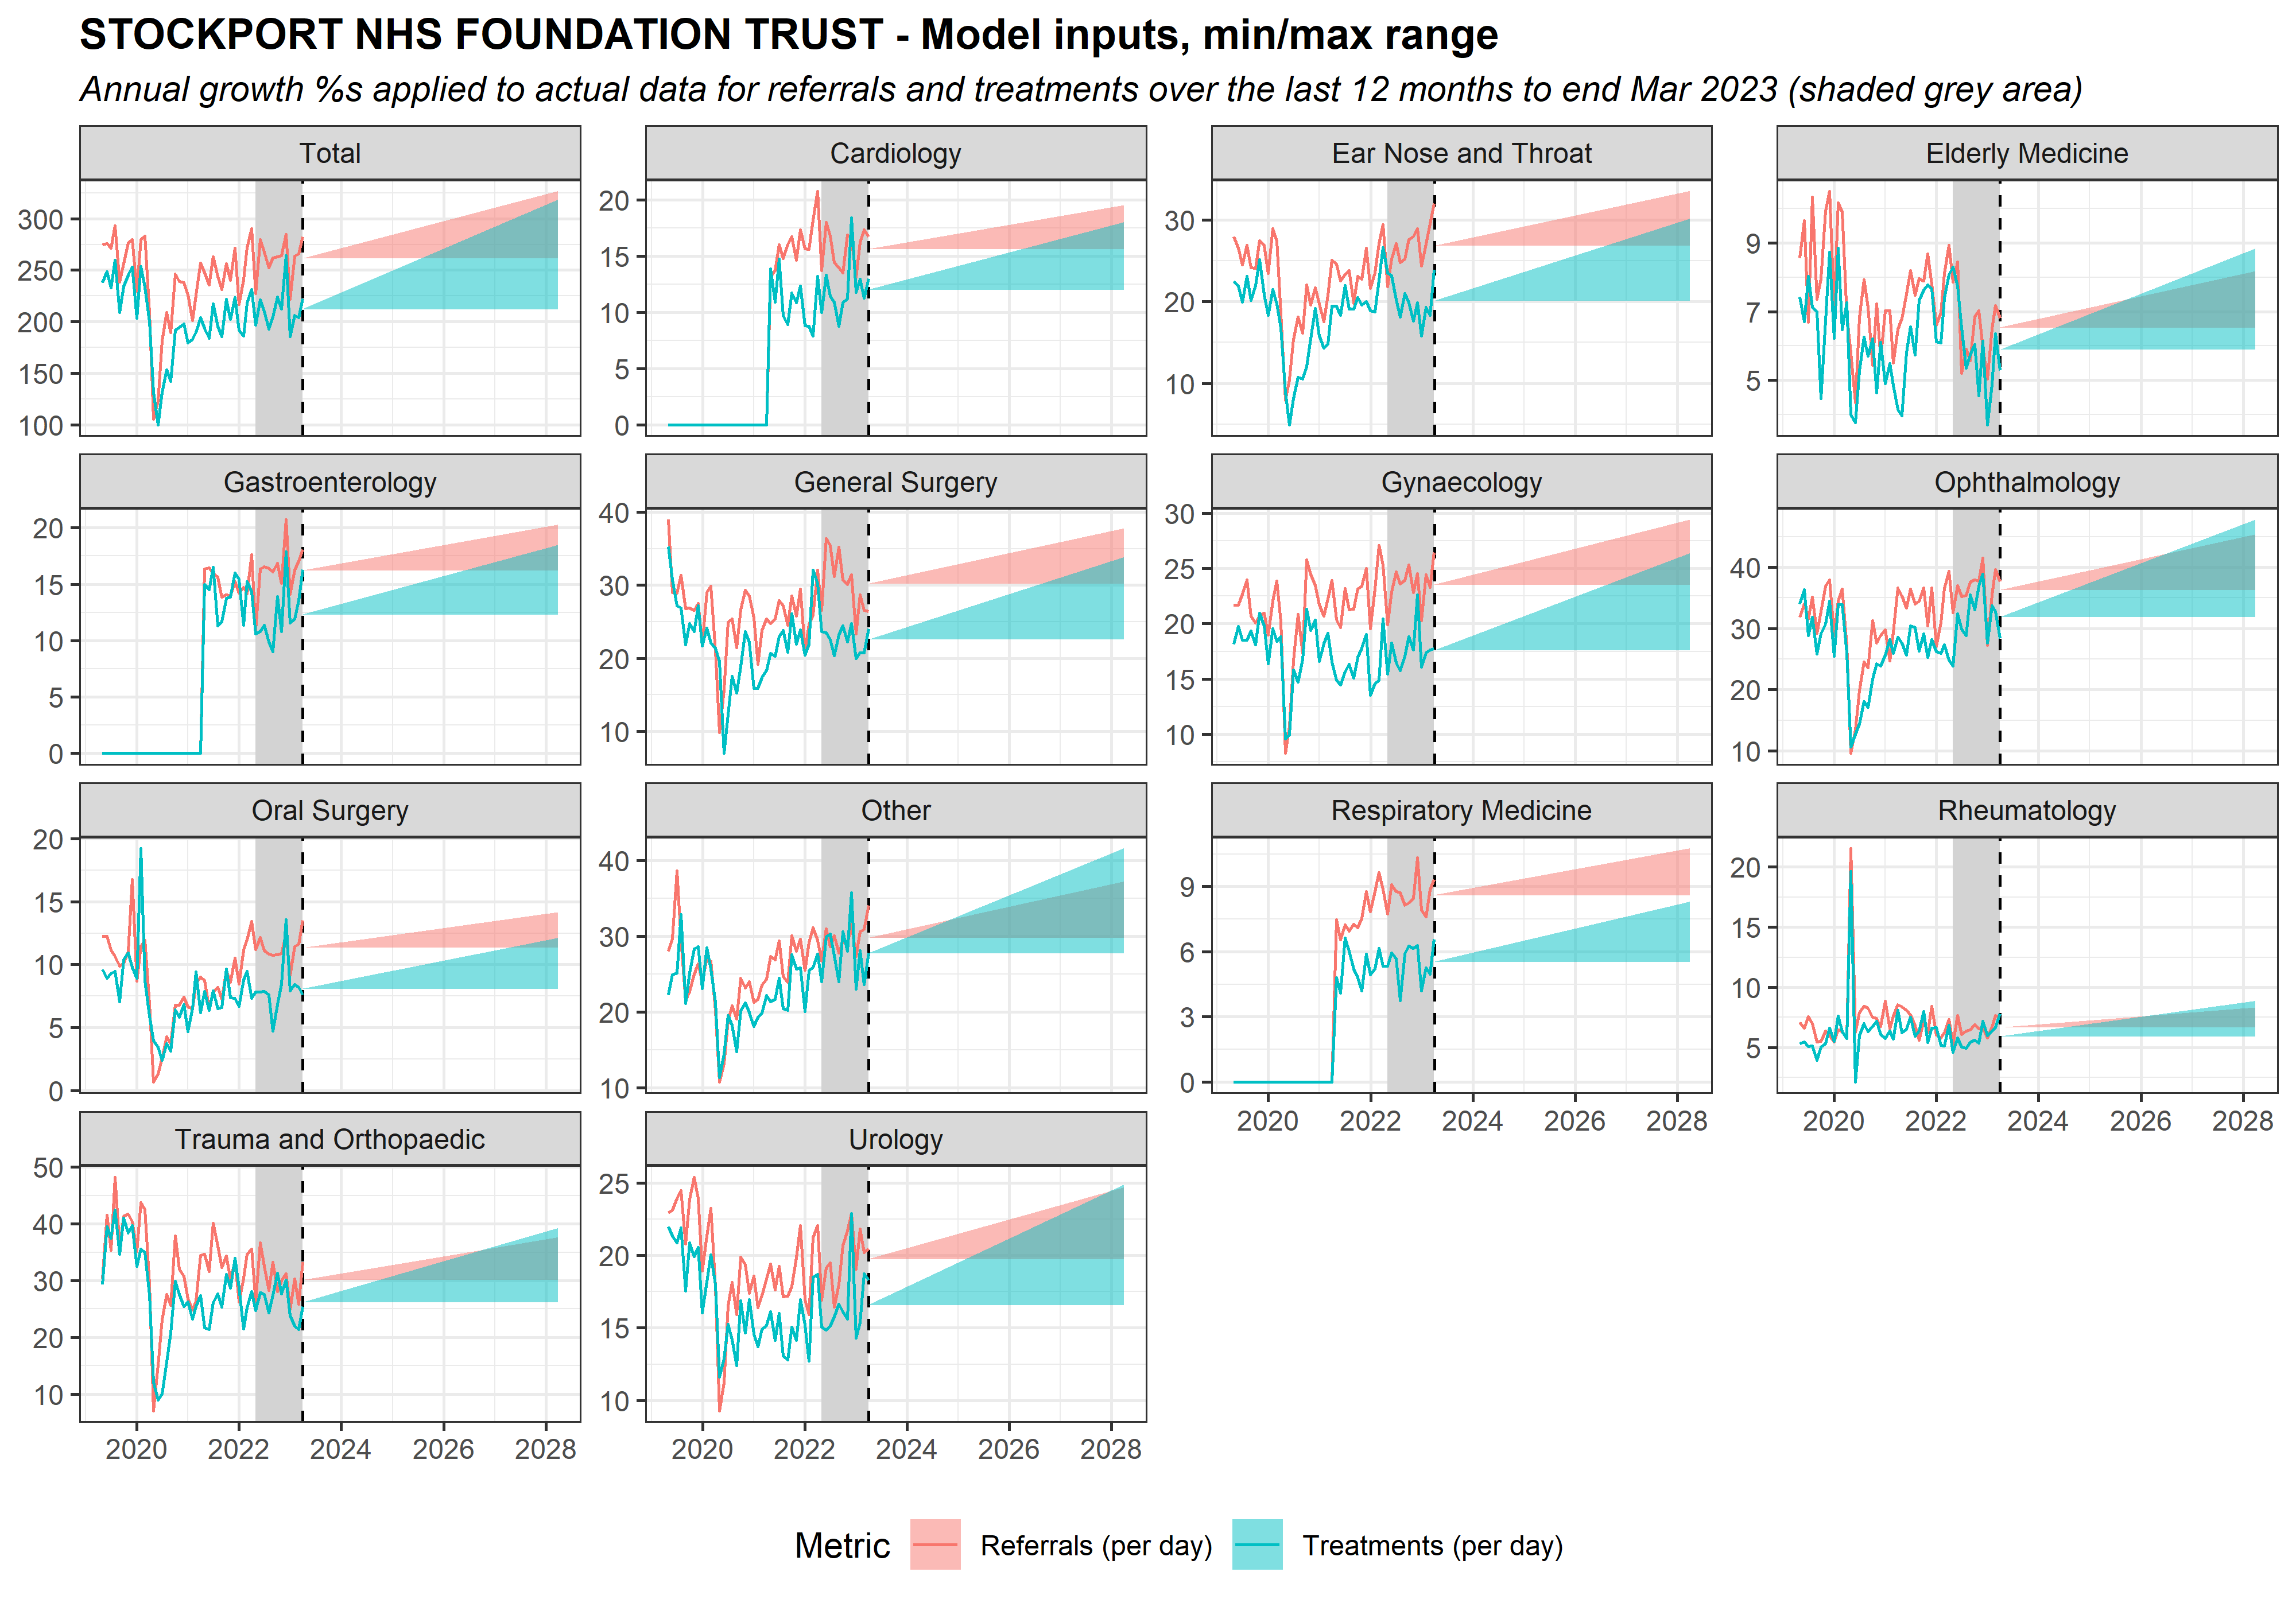 STOCKPORT NHS FOUNDATION TRUST - Model inputs, min/max range
Annual growth %s applied to actual data for referrals and treatments over the last 12 months to end Mar 2023 (shaded grey area)
Total
300
250
200
150
100
Cardiology
20
15
10
5
0
Ear Nose and Throat
30
20
10
Elderly Medicine
9
7
5
Gastroenterology
20
15
10
5
0
General Surgery
40
30
20
10
Gynaecology
30
25
20
15
10
Ophthalmology
40
30
20
10
Oral Surgery
20
15
10
5
0
Other
40
30
20
10
Respiratory Medicine
9
6
3
0
2020 2022 2024 2026 2028
Rheumatology
20
15
10
5
2020 2022 2024 2026 2028
Trauma and Orthopaedic
50
40
30
20
10
2020 2022 2024 2026 2028
Urology
25
20
15
10
2020 2022 2024 2026 2028
Metric Referrals (per day) Treatments (per day)